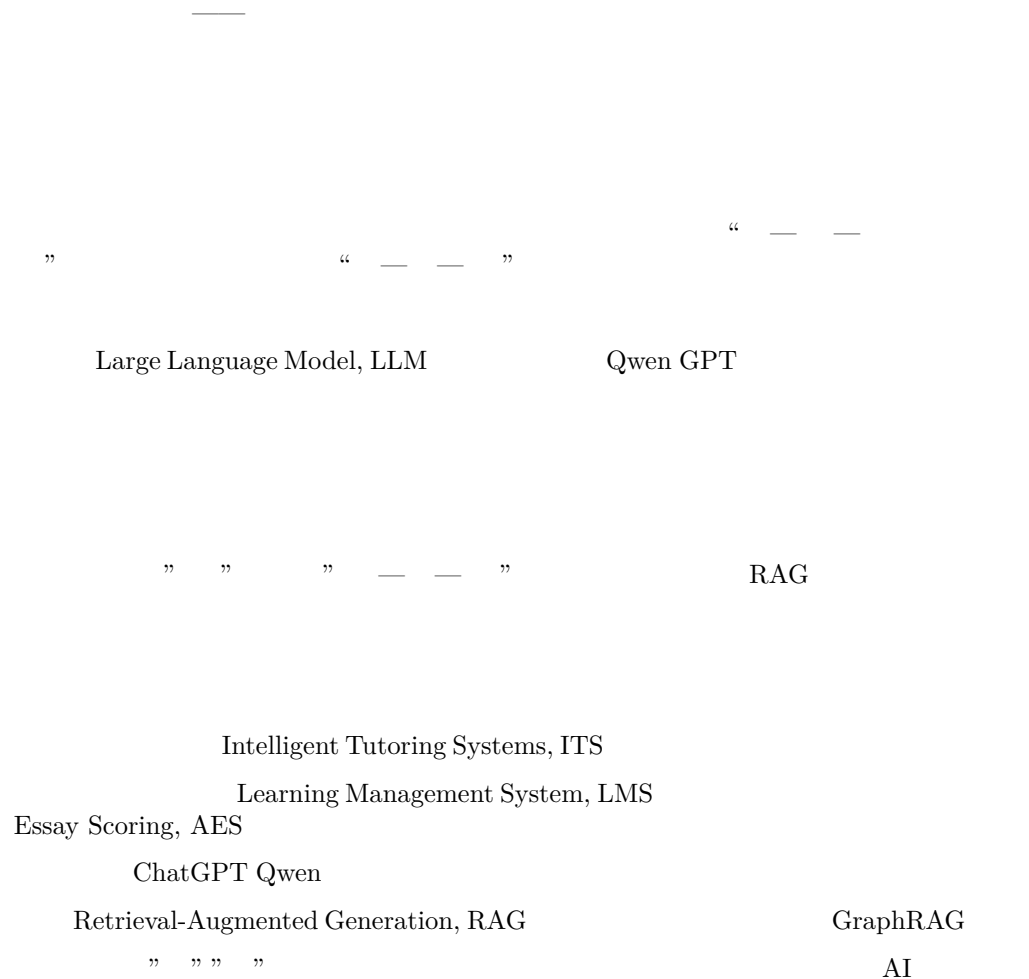 ——
“ — —
” “ — — ”
Large Language Model, LLM Qwen GPT
” ” ” — — ” RAG
Intelligent Tutoring Systems, ITS
Learning Management System, LMS
Essay Scoring, AES
ChatGPT Qwen
Retrieval-Augmented Generation, RAG GraphRAG
” ” ” ” AI